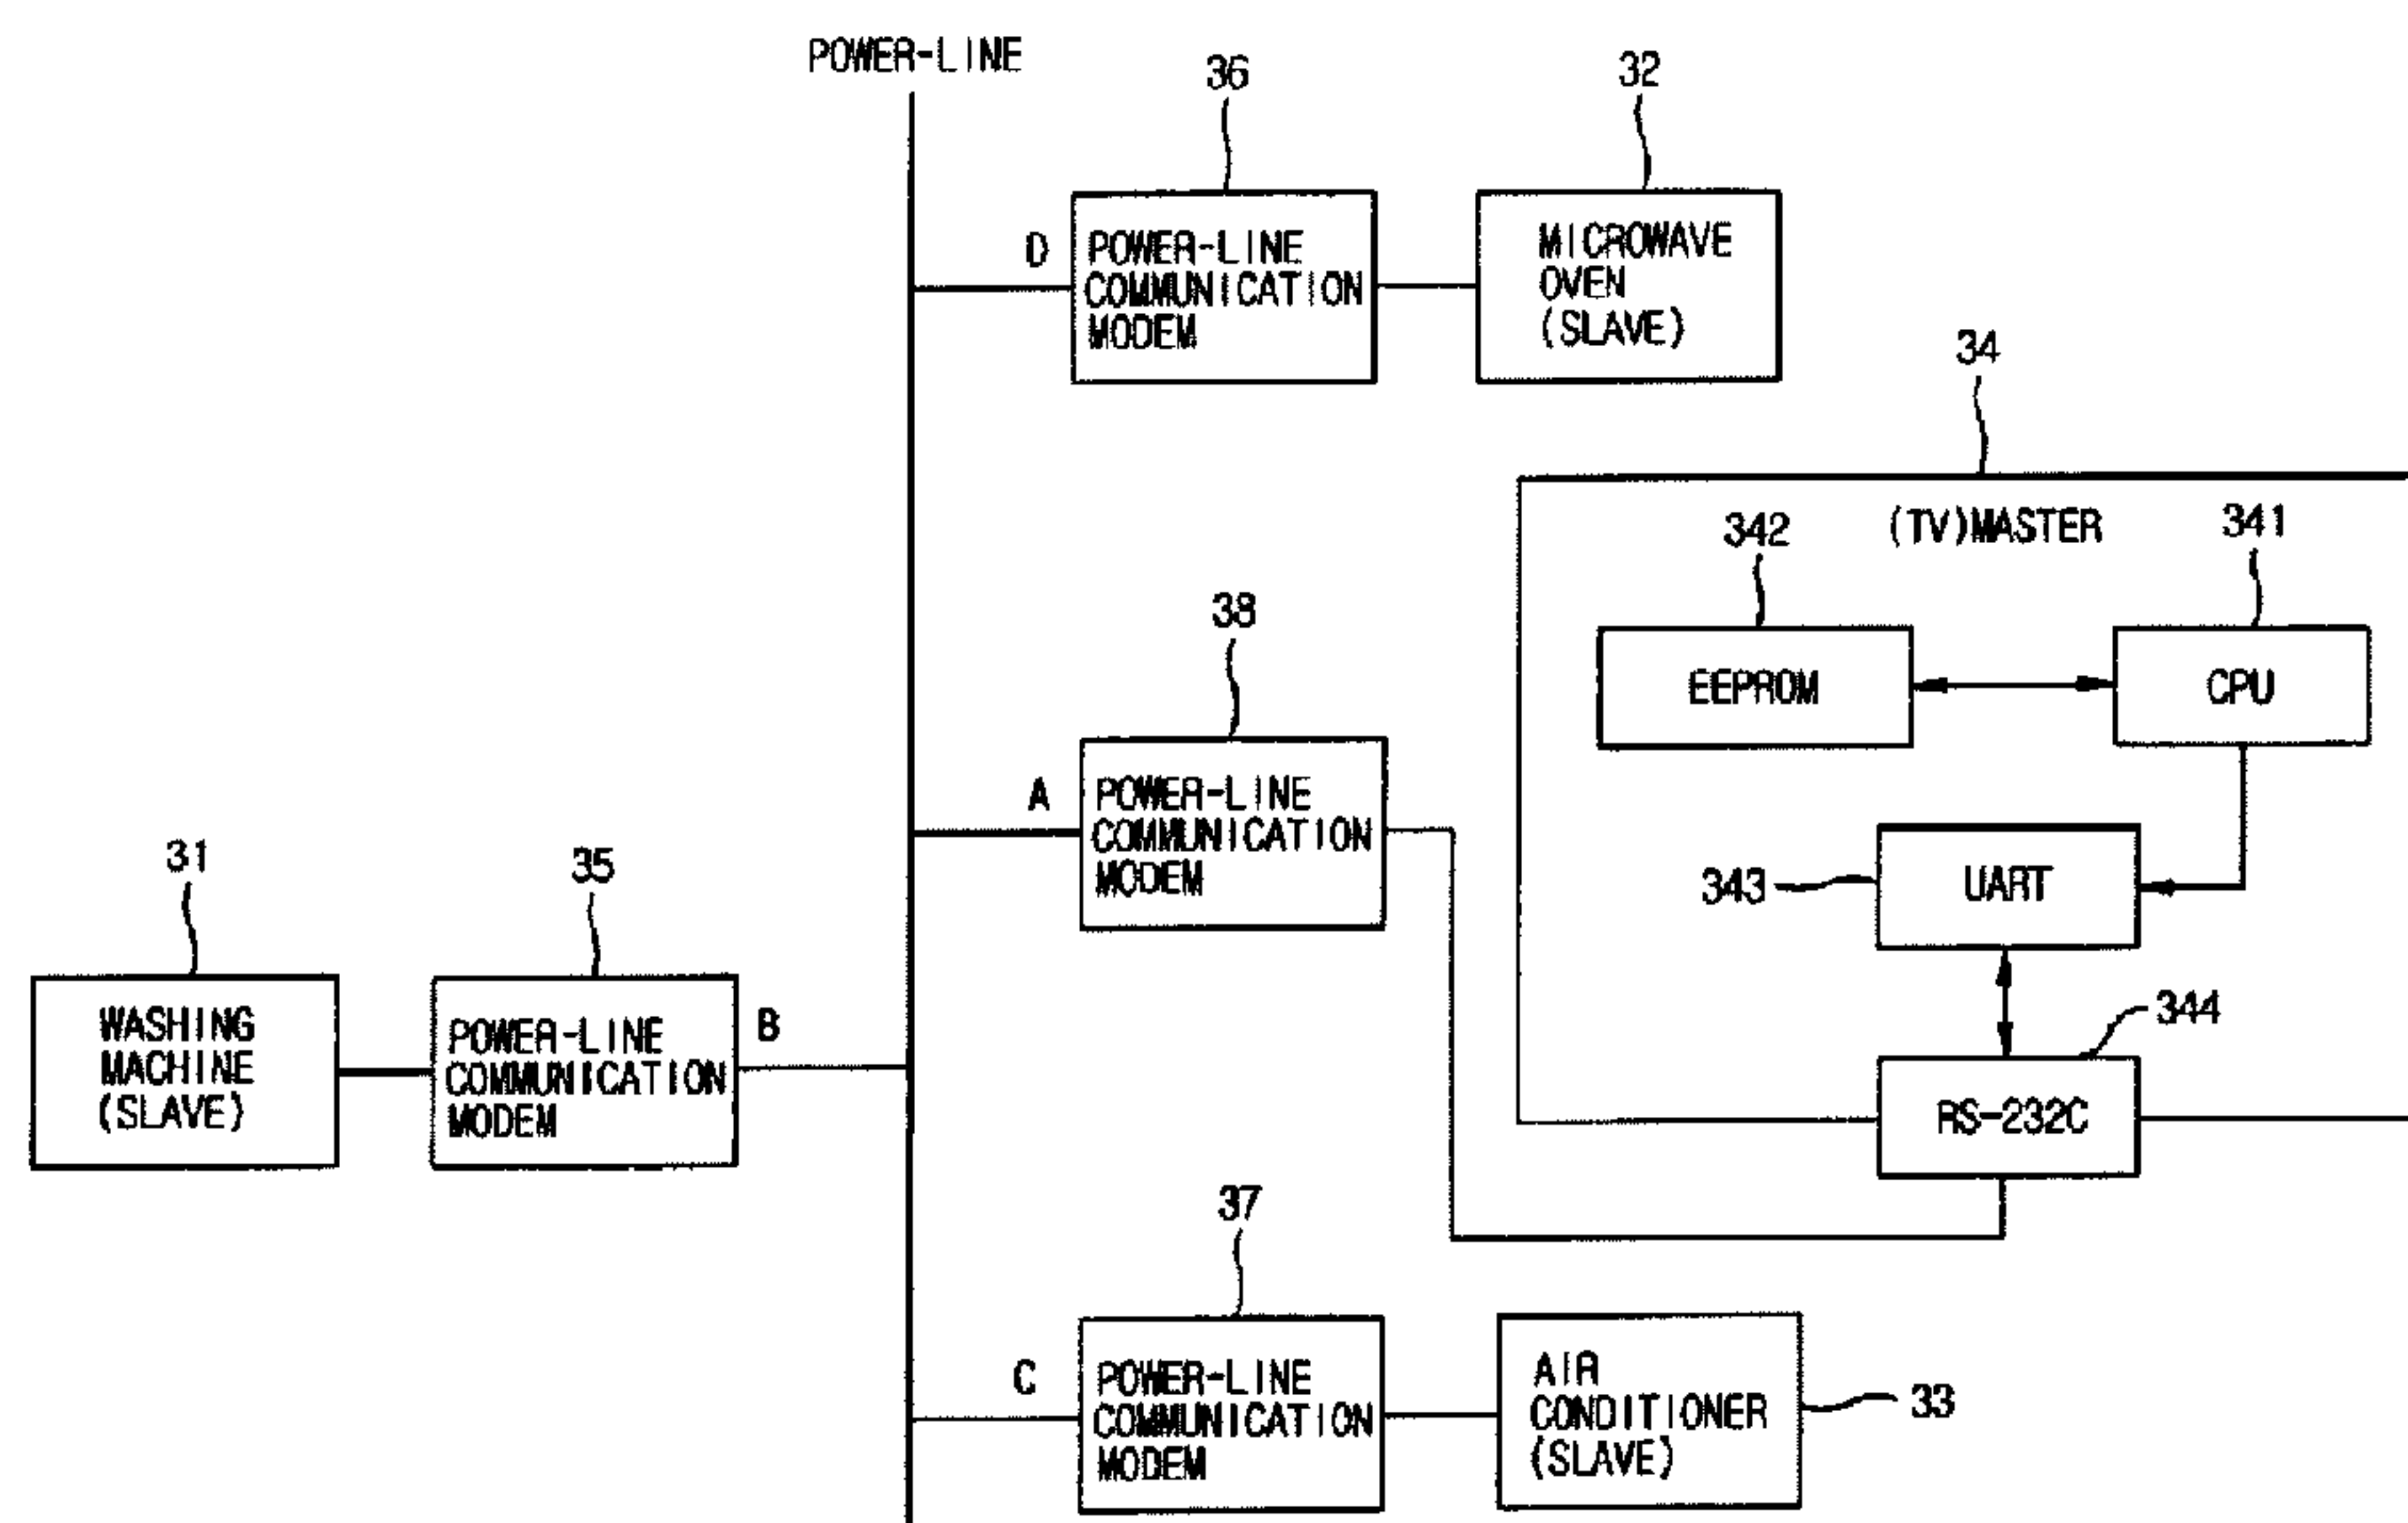 POWER-LINE
36
32
D
POWER-LINE
COMMUNICATION
MODEM
MICROWAVE
OVEN
(SLAVE)
34
(TV)MASTER
342
341
EEPROM
CPU
38
A
POWER-LINE
COMMUNICATION
MODEM
343
UART
344
RS-232C
31
35
WASHING
MACHINE
(SLAVE)
POWER-LINE
COMMUNICATION
MODEM
B
37
C
POWER-LINE
COMMUNICATION
MODEM
AIR
CONDITIONER
(SLAVE)
33